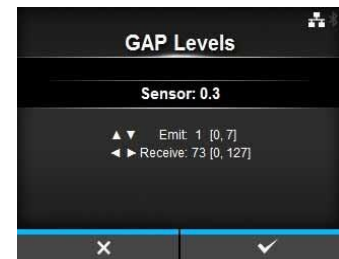 GAP Levels
Sensor: 0.3
▲ ▼ Emit: 1 [0, 7]
◄ ► Receive: 73 [0, 127]